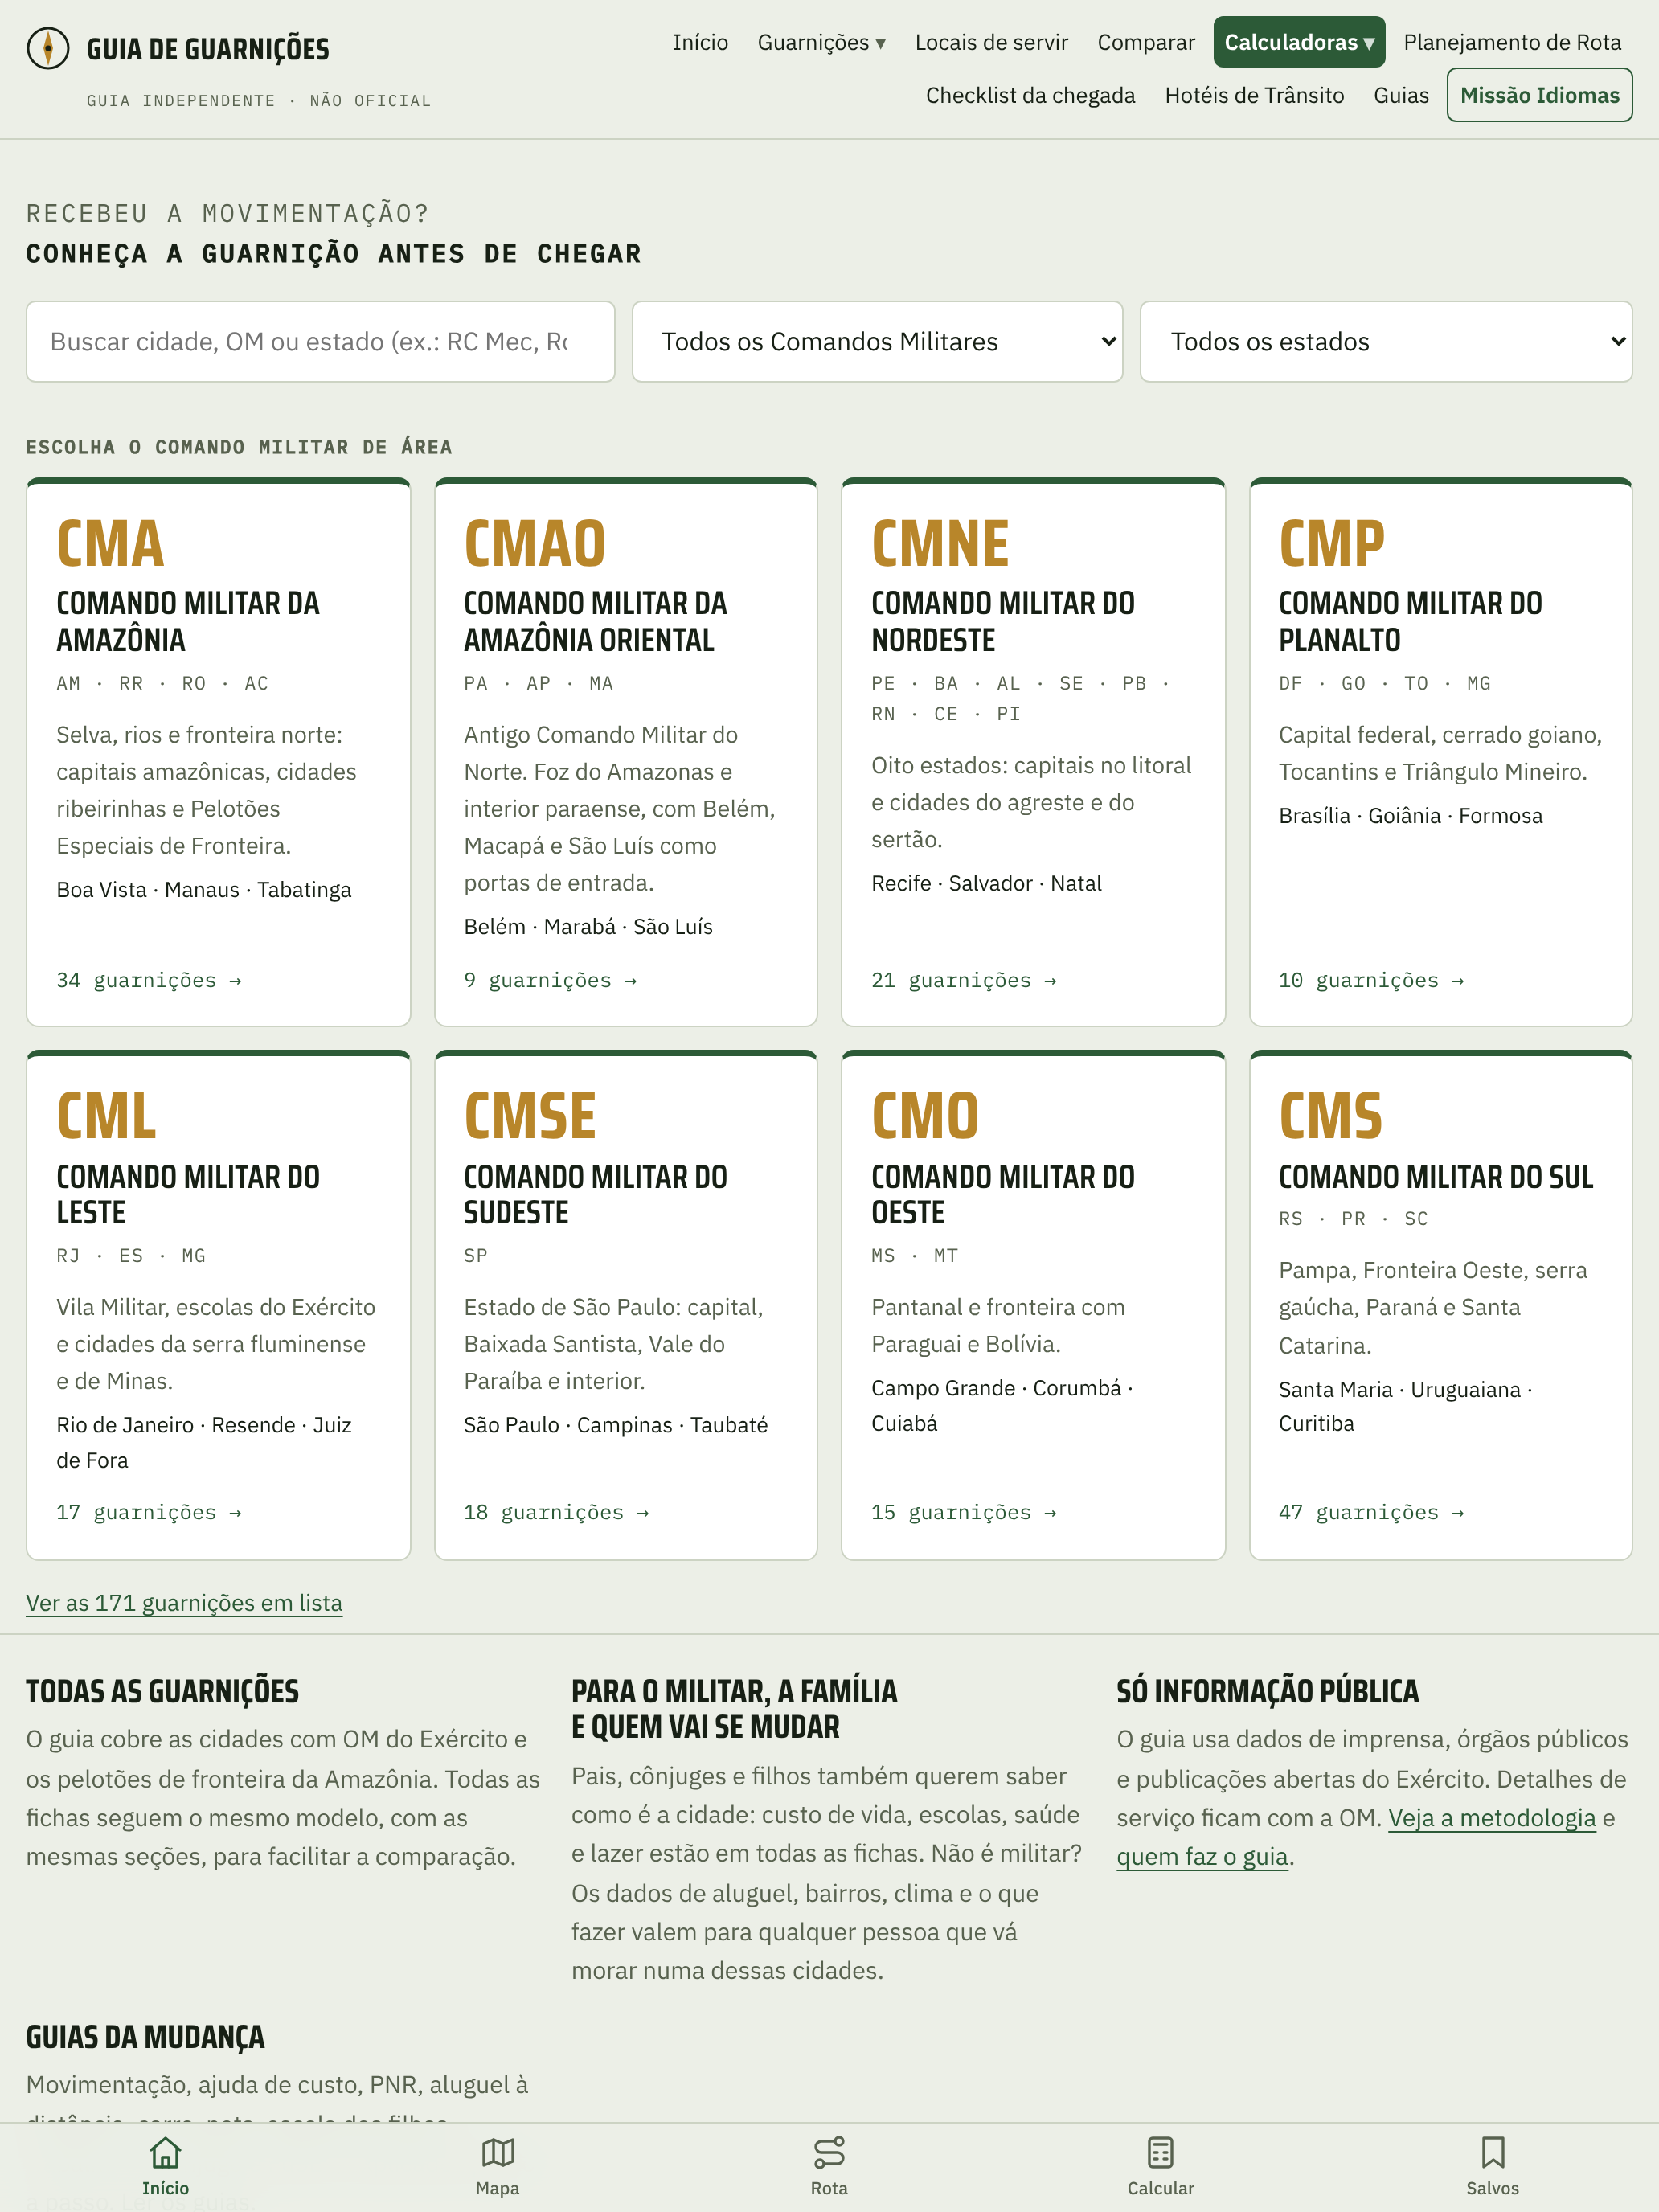 GUIA DE GUARNIÇÕES
GUIA INDEPENDENTE · NÃO OFICIAL
Início Guarnições ▾ Locais de servir Comparar Calculadoras ▾ Planejamento de Rota
Checklist da chegada Hotéis de Trânsito Guias Missão Idiomas
RECEBEU A MOVIMENTAÇÃO?
CONHEÇA A GUARNIÇÃO ANTES DE CHEGAR
Buscar cidade, OM ou estado (ex.: RC Mec, Ro
Todos os Comandos Militares
Todos os estados
ESCOLHA O COMANDO MILITAR DE ÁREA
CMA
COMANDO MILITAR DA
AMAZÔNIA
AM · RR · RO · AC
Selva, rios e fronteira norte:
capitais amazônicas, cidades
ribeirinhas e Pelotões
Especiais de Fronteira.
Boa Vista · Manaus · Tabatinga
34 guarnições →
CMAO
COMANDO MILITAR DA
AMAZÔNIA ORIENTAL
PA · AP · MA
Antigo Comando Militar do
Norte. Foz do Amazonas e
interior paraense, com Belém,
Macapá e São Luís como
portas de entrada.
Belém · Marabá · São Luís
9 guarnições →
CMNE
COMANDO MILITAR DO
NORDESTE
PE · BA · AL · SE · PB ·
RN · CE · PI
Oito estados: capitais no litoral
e cidades do agreste e do
sertão.
Recife · Salvador · Natal
21 guarnições →
CMP
COMANDO MILITAR DO
PLANALTO
DF · GO · TO · MG
Capital federal, cerrado goiano,
Tocantins e Triângulo Mineiro.
Brasília · Goiânia · Formosa
10 guarnições →
CML
COMANDO MILITAR DO
LESTE
RJ · ES · MG
Vila Militar, escolas do Exército
e cidades da serra fluminense
e de Minas.
Rio de Janeiro · Resende · Juiz
de Fora
17 guarnições →
CMSE
COMANDO MILITAR DO
SUDESTE
SP
Estado de São Paulo: capital,
Baixada Santista, Vale do
Paraíba e interior.
São Paulo · Campinas · Taubaté
18 guarnições →
CMO
COMANDO MILITAR DO
OESTE
MS · MT
Pantanal e fronteira com
Paraguai e Bolívia.
Campo Grande · Corumbá ·
Cuiabá
15 guarnições →
CMS
COMANDO MILITAR DO SUL
RS · PR · SC
Pampa, Fronteira Oeste, serra
gaúcha, Paraná e Santa
Catarina.
Santa Maria · Uruguaiana ·
Curitiba
47 guarnições →
Ver as 171 guarnições em lista
TODAS AS GUARNIÇÕES
O guia cobre as cidades com OM do Exército e
os pelotões de fronteira da Amazônia. Todas as
fichas seguem o mesmo modelo, com as
mesmas seções, para facilitar a comparação.
PARA O MILITAR, A FAMÍLIA
E QUEM VAI SE MUDAR
Pais, cônjuges e filhos também querem saber
como é a cidade: custo de vida, escolas, saúde
e lazer estão em todas as fichas. Não é militar?
Os dados de aluguel, bairros, clima e o que
fazer valem para qualquer pessoa que vá
morar numa dessas cidades.
SÓ INFORMAÇÃO PÚBLICA
O guia usa dados de imprensa, órgãos públicos
e publicações abertas do Exército. Detalhes de
serviço ficam com a OM. Veja a metodologia e
quem faz o guia.
GUIAS DA MUDANÇA
Movimentação, ajuda de custo, PNR, aluguel à
a passo. Ler os guias.
Início
Mapa
Rota
Calcular
Salvos